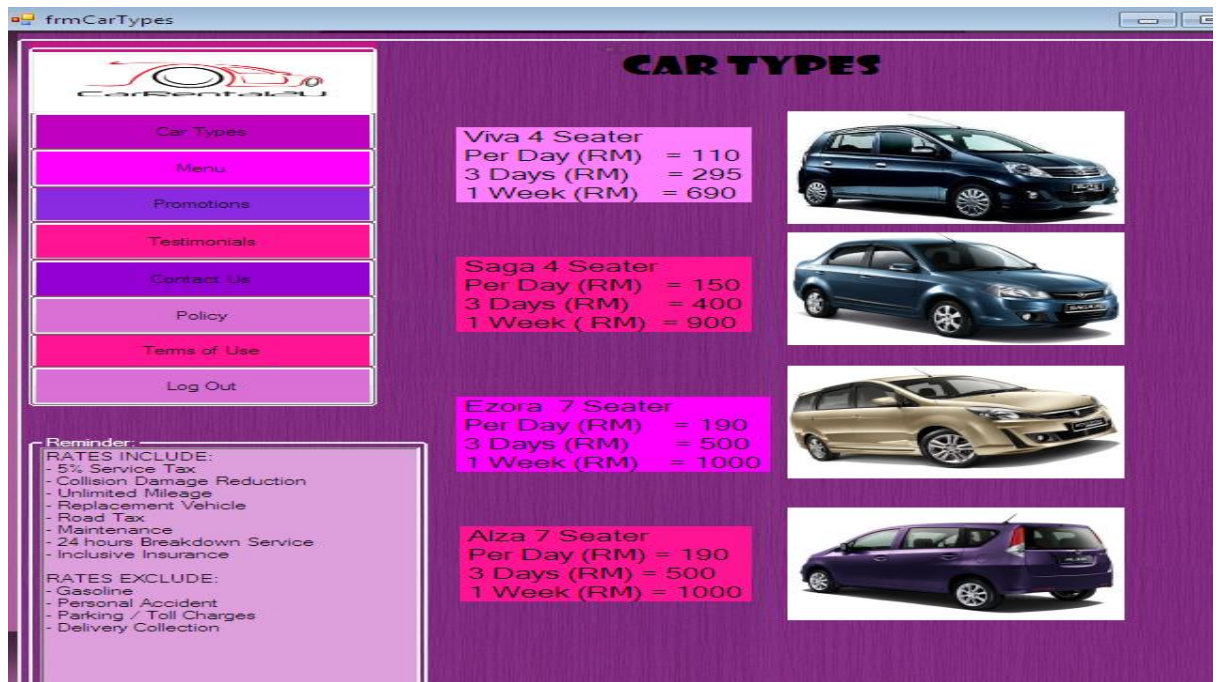 frmCarTypes
CarRental2U
Car Types
Menu
Promotions
Testimonials
Contact Us
Policy
Terms of Use
Log Out
Reminder:
RATES INCLUDE:
- 5% Service Tax
- Collision Damage Reduction
- Unlimited Mileage
- Replacement Vehicle
- Road Tax
- Maintenance
- 24 hours Breakdown Service
- Inclusive Insurance
RATES EXCLUDE:
- Gasoline
- Personal Accident
- Parking / Toll Charges
- Delivery Collection
CAR TYPES
Viva 4 Seater
Per Day (RM) = 110
3 Days (RM) = 295
1 Week (RM) = 690
Saga 4 Seater
Per Day (RM) = 150
3 Days (RM) = 400
1 Week ( RM) = 900
Ezora 7 Seater
Per Day (RM) = 190
3 Days (RM) = 500
1 Week (RM) = 1000
Alza 7 Seater
Per Day (RM) = 190
3 Days (RM) = 500
1 Week (RM) = 1000